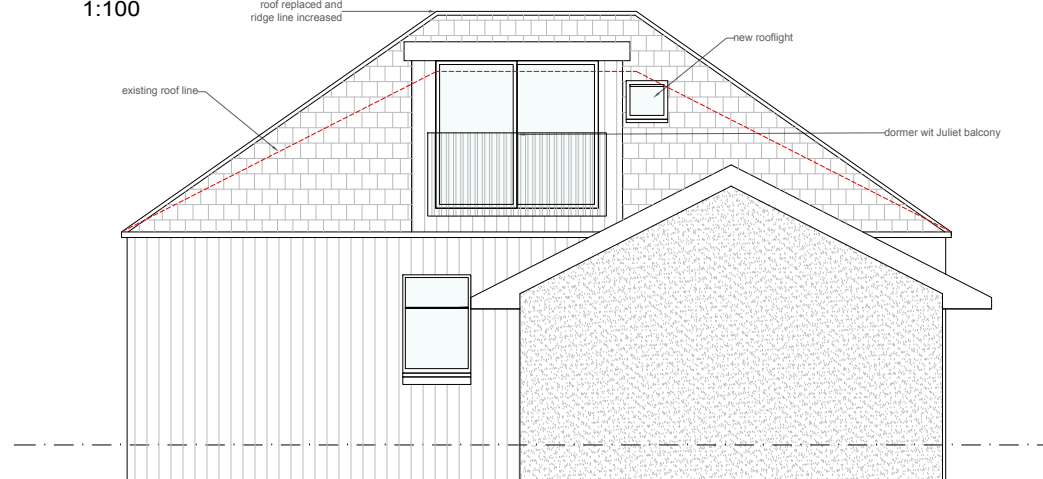 1:100
roof replaced and
ridge line increased
new rooflight
existing roof line
dormer wit Juliet balcony